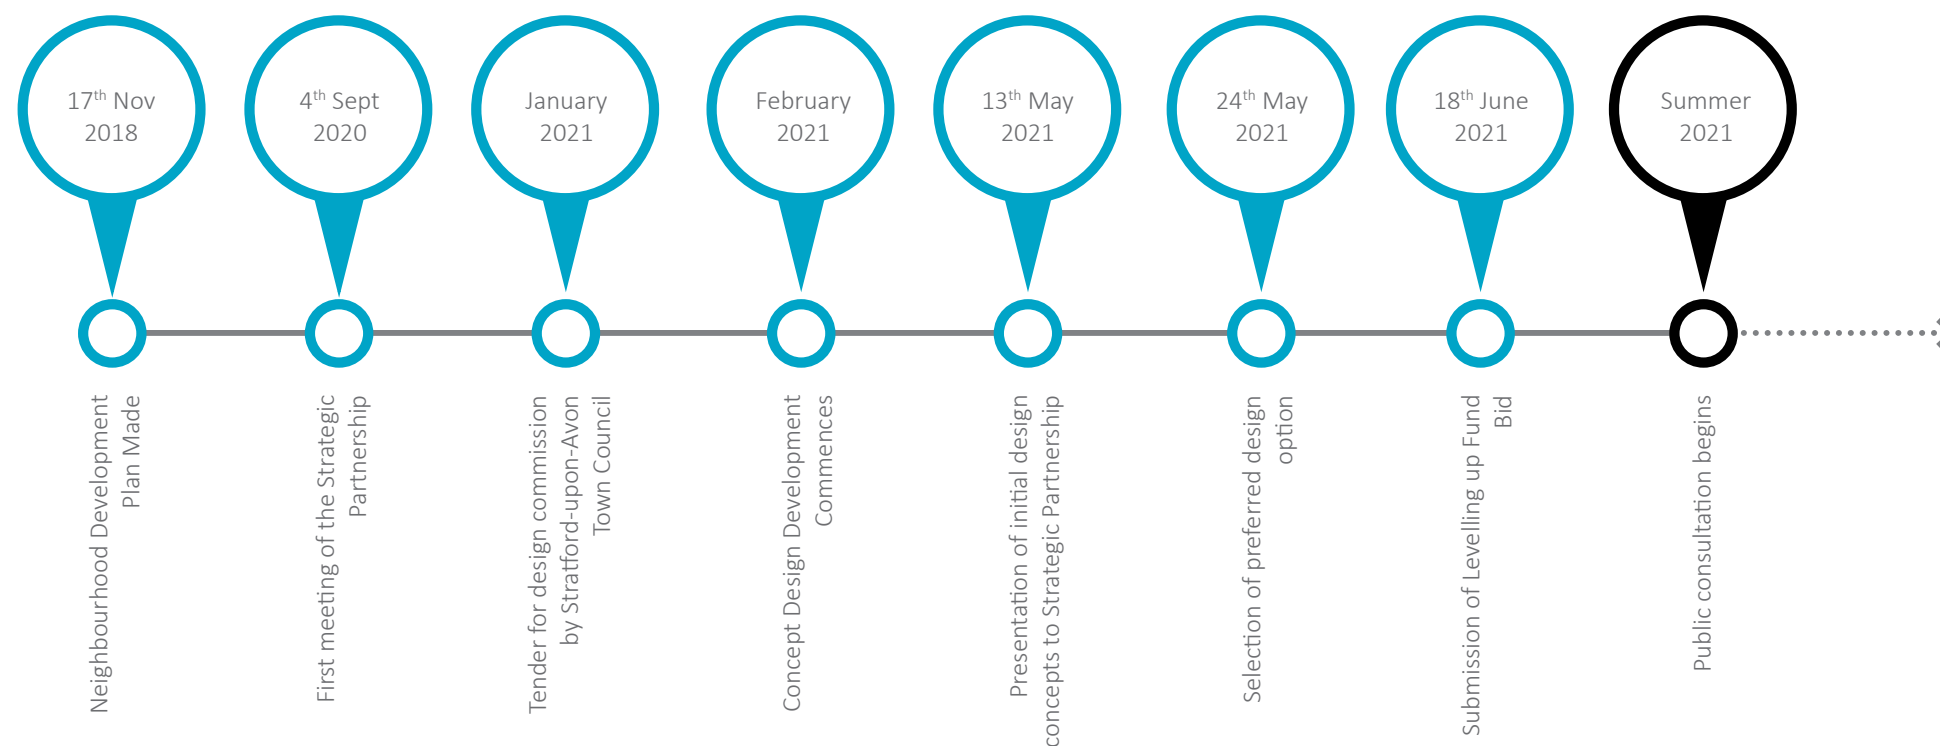 17th Nov
2018
4th Sept
2020
January
2021
February
2021
13th May
2021
24th May
2021
18th June
2021
Summer
2021
Neighbourhood Development
Plan Made
First meeting of the Strategic
Partnership
Tender for design commission
by Stratford-upon-Avon
Town Council
Concept Design Development
Commences
Presentation of initial design
concepts to Strategic Partnership
Selection of preferred design
option
Submission of Levelling up Fund
Bid
Public consultation begins